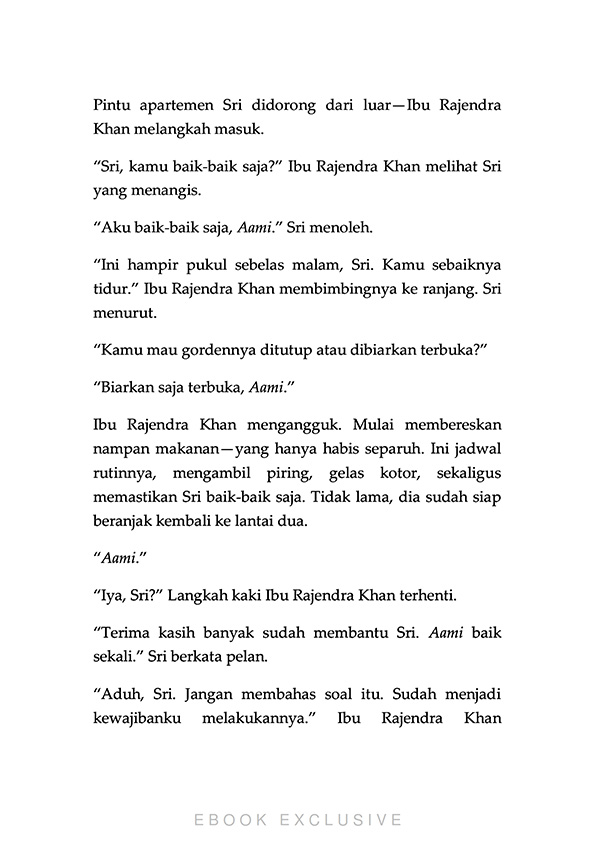 Pintu apartemen Sri didorong dari luar—Ibu Rajendra
Khan melangkah masuk.
“Sri, kamu baik-baik saja?” Ibu Rajendra Khan melihat Sri
yang menangis.
“Aku baik-baik saja, Aami.” Sri menoleh.
“Ini hampir pukul sebelas malam, Sri. Kamu sebaiknya
tidur.” Ibu Rajendra Khan membimbingnya ke ranjang. Sri
menurut.
“Kamu mau gordennya ditutup atau dibiarkan terbuka?”
“Biarkan saja terbuka, Aami.”
Ibu Rajendra Khan mengangguk. Mulai membereskan
nampan makanan—yang hanya habis separuh. Ini jadwal
rutinnya, mengambil piring, gelas kotor, sekaligus
memastikan Sri baik-baik saja. Tidak lama, dia sudah siap
beranjak kembali ke lantai dua.
“Aami.”
“Iya, Sri?” Langkah kaki Ibu Rajendra Khan terhenti.
“Terima kasih banyak sudah membantu Sri. Aami baik
sekali.” Sri berkata pelan.
“Aduh, Sri. Jangan membahas soal itu. Sudah menjadi
kewajibanku melakukannya.” Ibu Rajendra Khan
EBOOK EXCLUSIVE